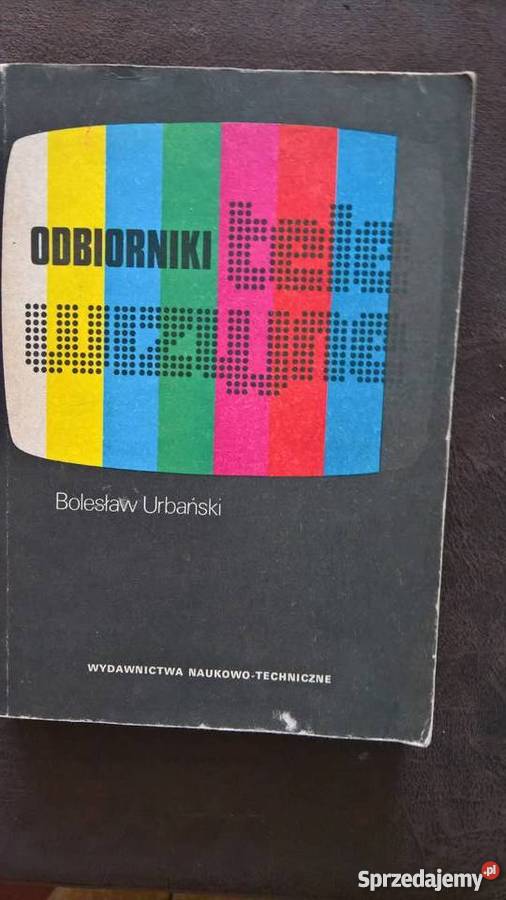 ODBIORNIKI tele
wizyjne
Bolesław Urbański
WYDAWNICTWA NAUKOWO-TECHNICZNE
Sprzedajemy.pl